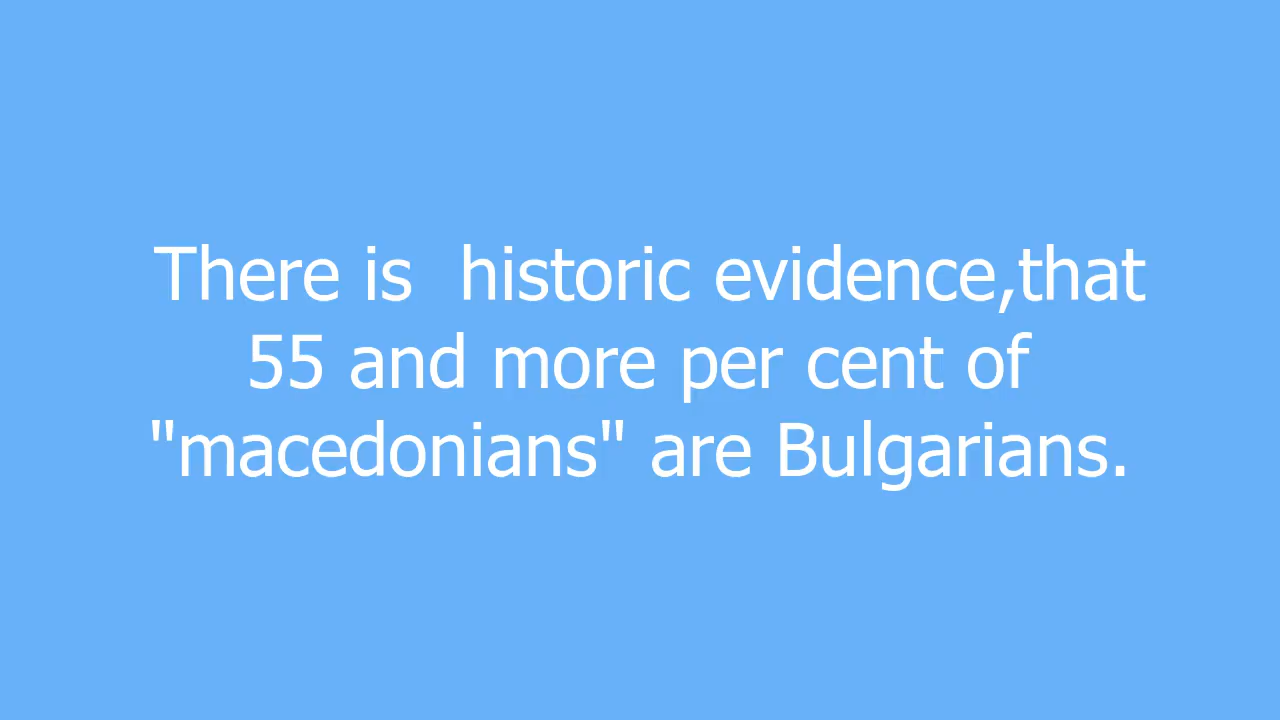 There is  historic evidence,that
55 and more per cent of
"macedonians" are Bulgarians.